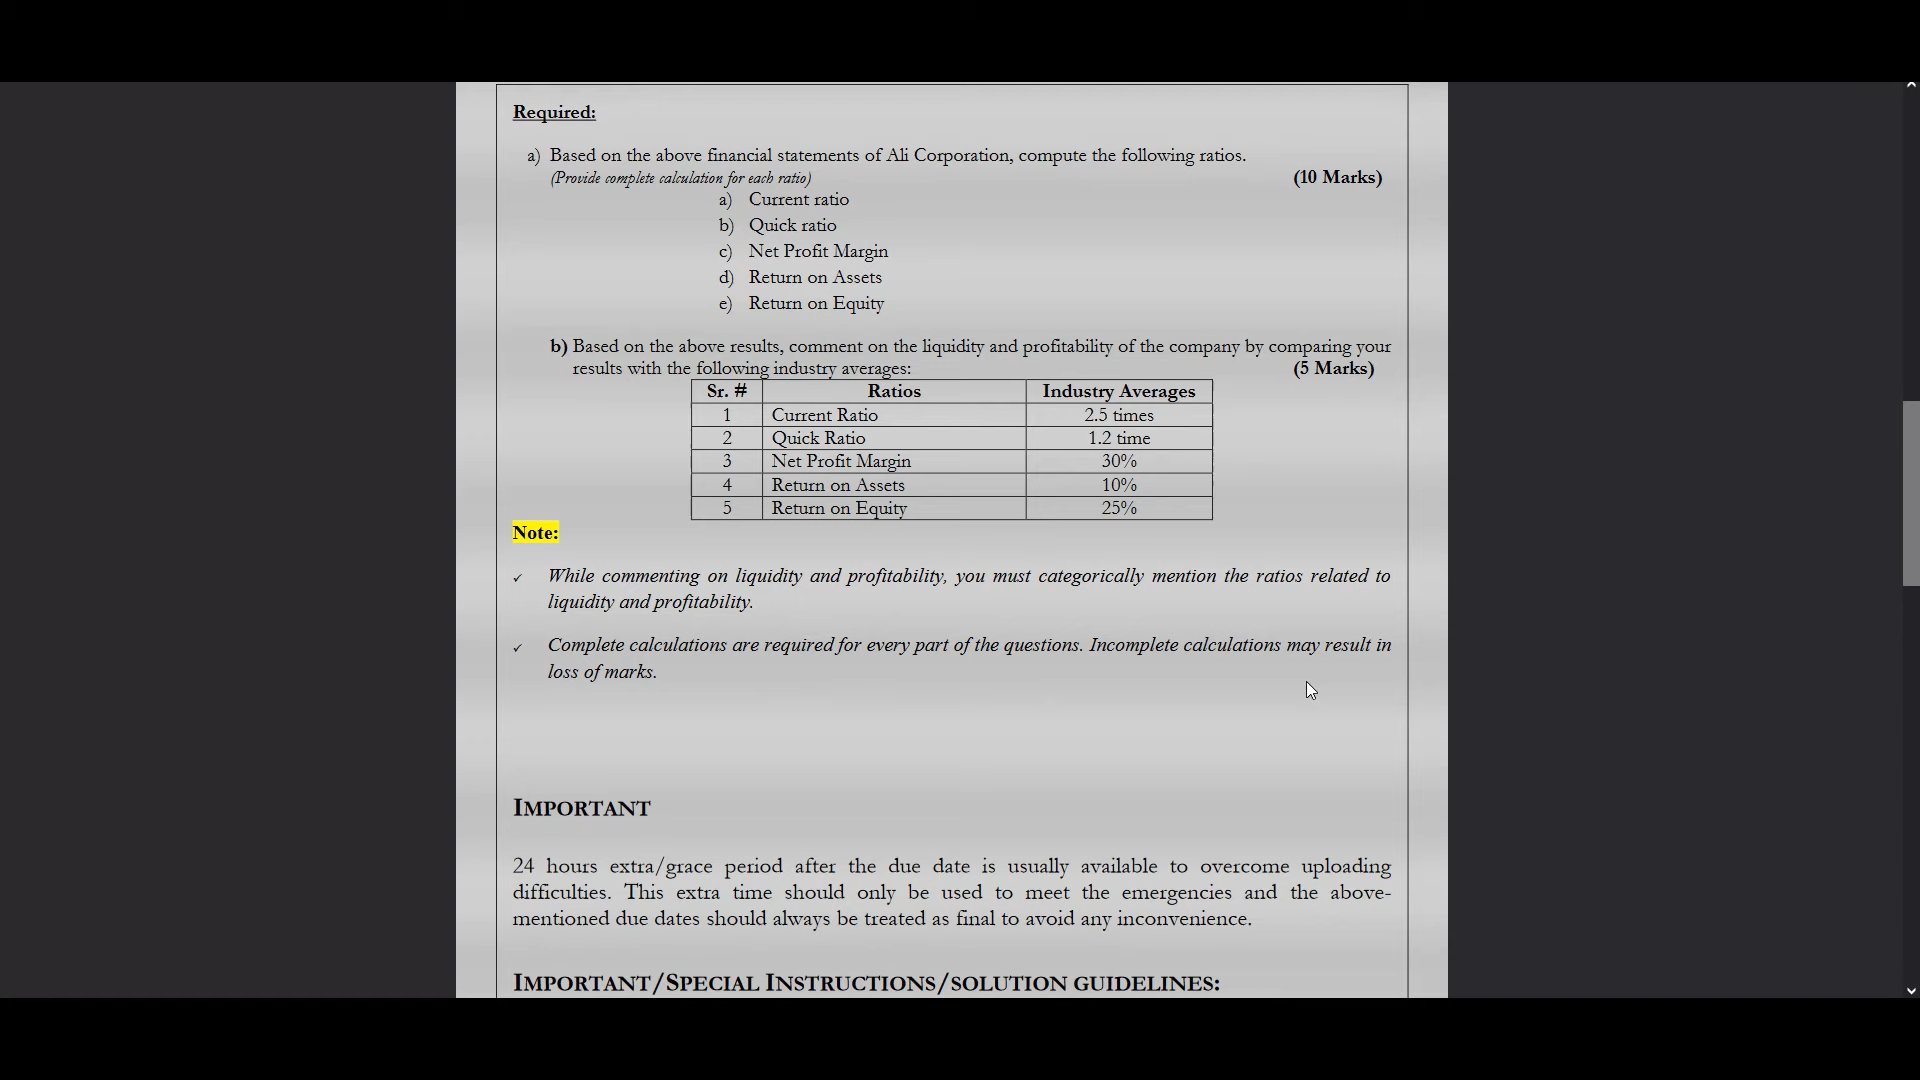 Required:
a) Based on the above financial statements of Ali Corporation, compute the following ratios.
(Provide complete calculation for each ratio) (10 Marks)
a) Current ratio
b) Quick ratio
c) Net Profit Margin
d) Return on Assets
e) Return on Equity
b) Based on the above results, comment on the liquidity and profitability of the company by comparing your
results with the following industry averages: (5 Marks)
Sr. # Ratios Industry Averages
1 Current Ratio 2.5 times
2 Quick Ratio 1.2 time
3 Net Profit Margin 30%
4 Return on Assets 10%
5 Return on Equity 25%
Note:
✓ While commenting on liquidity and profitability, you must categorically mention the ratios related to
liquidity and profitability.
✓ Complete calculations are required for every part of the questions. Incomplete calculations may result in
loss of marks.
IMPORTANT
24 hours extra/grace period after the due date is usually available to overcome uploading
difficulties. This extra time should only be used to meet the emergencies and the above-
mentioned due dates should always be treated as final to avoid any inconvenience.
IMPORTANT/SPECIAL INSTRUCTIONS/SOLUTION GUIDELINES: